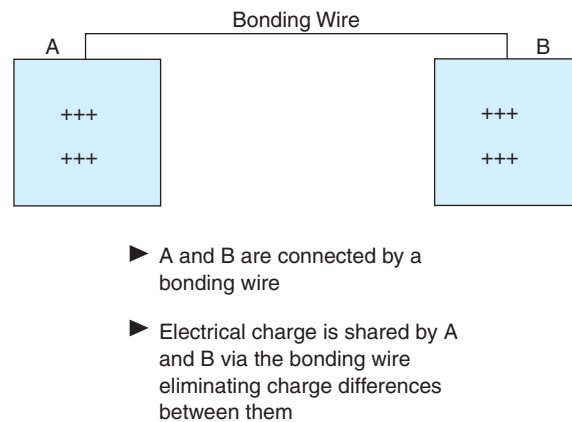 Bonding Wire
A B
+++ +++
+++ +++
► A and B are connected by a
bonding wire
► Electrical charge is shared by A
and B via the bonding wire
eliminating charge differences
between them